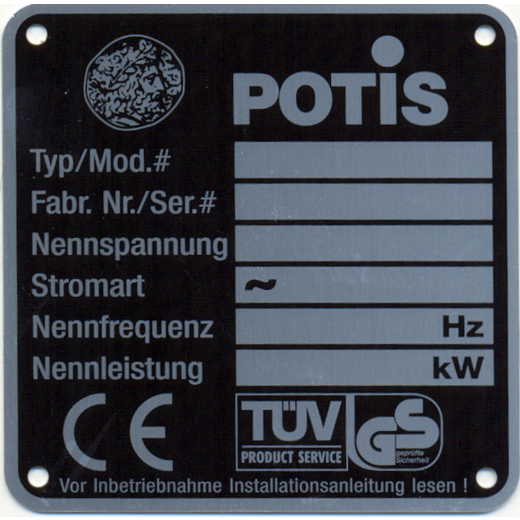 POTiS
Typ/Mod.#
Fabr. Nr./Ser.#
Nennspannung
Stromart ~
Nennfrequenz Hz
Nennleistung kW
CE TÜV PRODUCT SERVICE GS geprüfte Sicherheit
Vor Inbetriebnahme Installationsanleitung lesen !